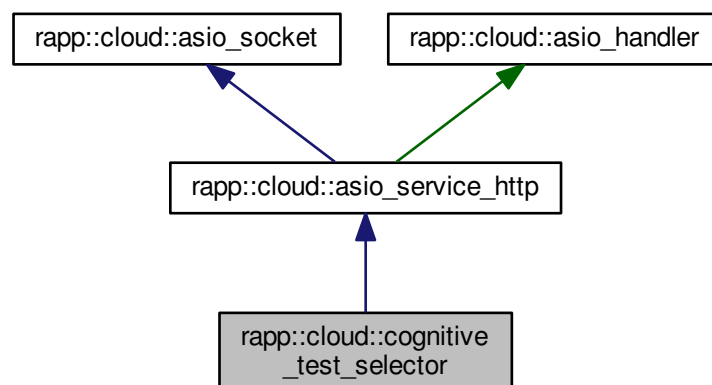 rapp::cloud::asio_socket
rapp::cloud::asio_handler
rapp::cloud::asio_service_http
rapp::cloud::cognitive
_test_selector